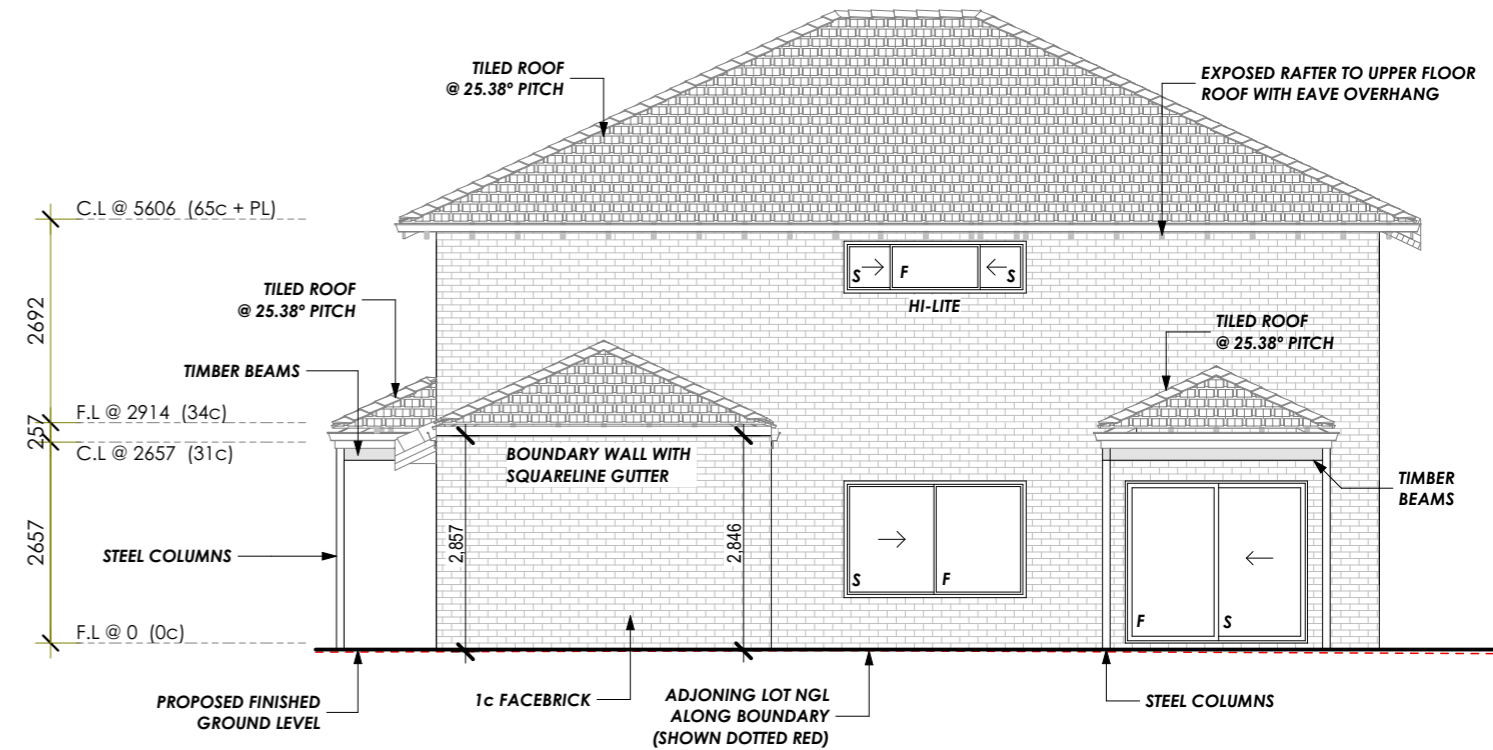 TILED ROOF
@ 25.38° PITCH
EXPOSED RAFTER TO UPPER FLOOR
ROOF WITH EAVE OVERHANG
C.L @ 5606 (65c + PL)
S
F
S
HI-LITE
2692
TILED ROOF
@ 25.38° PITCH
TILED ROOF
@ 25.38° PITCH
TIMBER BEAMS
F.L @ 2914 (34c)
257
C.L @ 2657 (31c)
BOUNDARY WALL WITH
SQUARELINE GUTTER
TIMBER
BEAMS
2657
STEEL COLUMNS
2,857
2,846
S
F
F
S
F.L @ 0 (0c)
PROPOSED FINISHED
GROUND LEVEL
1c FACEBRICK
ADJONING LOT NGL
ALONG BOUNDARY
(SHOWN DOTTED RED)
STEEL COLUMNS